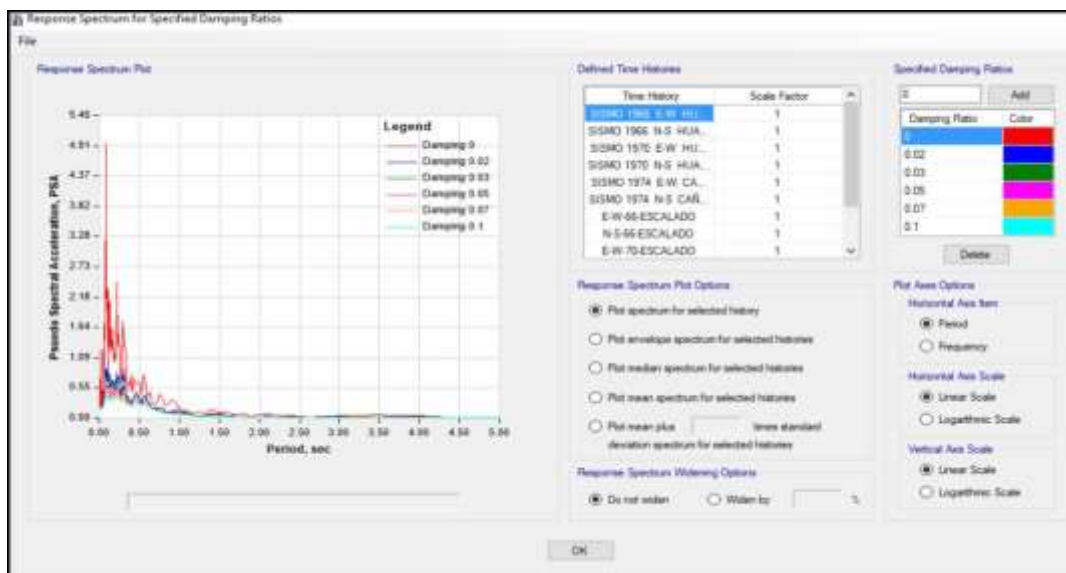 Response Spectrum for Specified Damping Ratios
File
Response Spectrum Plot
Pseudo Spectral Acceleration, PSA
5.45
4.91
4.37
3.82
3.28
2.73
2.18
1.64
1.09
0.55
0.00
0.00 0.50 1.00 1.50 2.00 2.50 3.00 3.50 4.00 4.50 5.00
Period, sec
Legend
Damping 0
Damping 0.02
Damping 0.03
Damping 0.05
Damping 0.07
Damping 0.1
Defined Time Histories
Time History Scale Factor
SISMO 1966 E-W HU... 1
SISMO 1966 N-S HUA... 1
SISMO 1970 E-W HU... 1
SISMO 1970 N-S HUA... 1
SISMO 1974 E-W CA... 1
SISMO 1974 N-S CAÑ... 1
E-W-66-ESCALADO 1
N-S-66-ESCALADO 1
E-W-70-ESCALADO 1
Response Spectrum Plot Options
Plot spectrum for selected history
Plot envelope spectrum for selected histories
Plot median spectrum for selected histories
Plot mean spectrum for selected histories
Plot mean plus times standard
deviation spectrum for selected histories
Response Spectrum Widening Options
Do not widen Widen by %
Specified Damping Ratios
0 Add
Damping Ratio Color
0
0.02
0.03
0.05
0.07
0.1
Delete
Plot Axes Options
Horizontal Axis Item
Period
Frequency
Horizontal Axis Scale
Linear Scale
Logarithmic Scale
Vertical Axis Scale
Linear Scale
Logarithmic Scale
OK